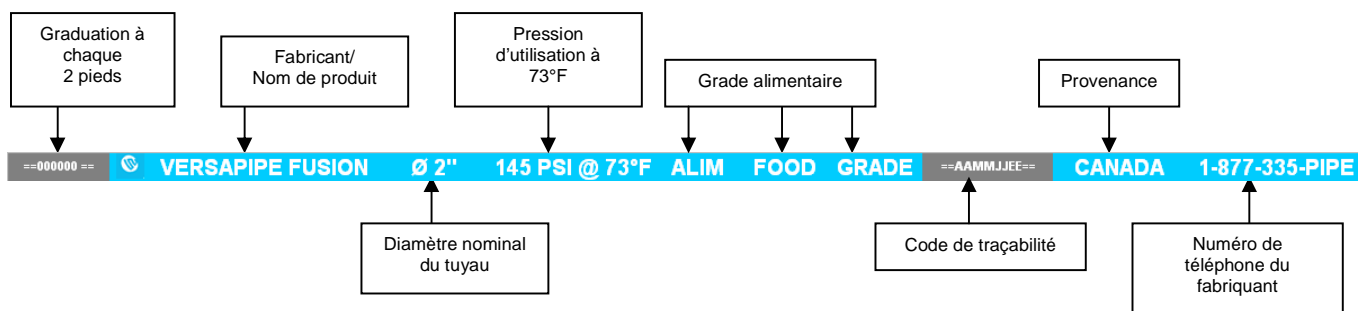 Graduation à
chaque
2 pieds
Fabricant/
Nom de produit
Pression
d'utilisation à
73°F
Grade alimentaire
Provenance
==000000 == VERSAPIPE FUSION Ø 2" 145 PSI @ 73°F ALIM FOOD GRADE ==AAMMJJEE== CANADA 1-877-335-PIPE
Diamètre nominal
du tuyau
Code de traçabilité
Numéro de
téléphone du
fabriquant